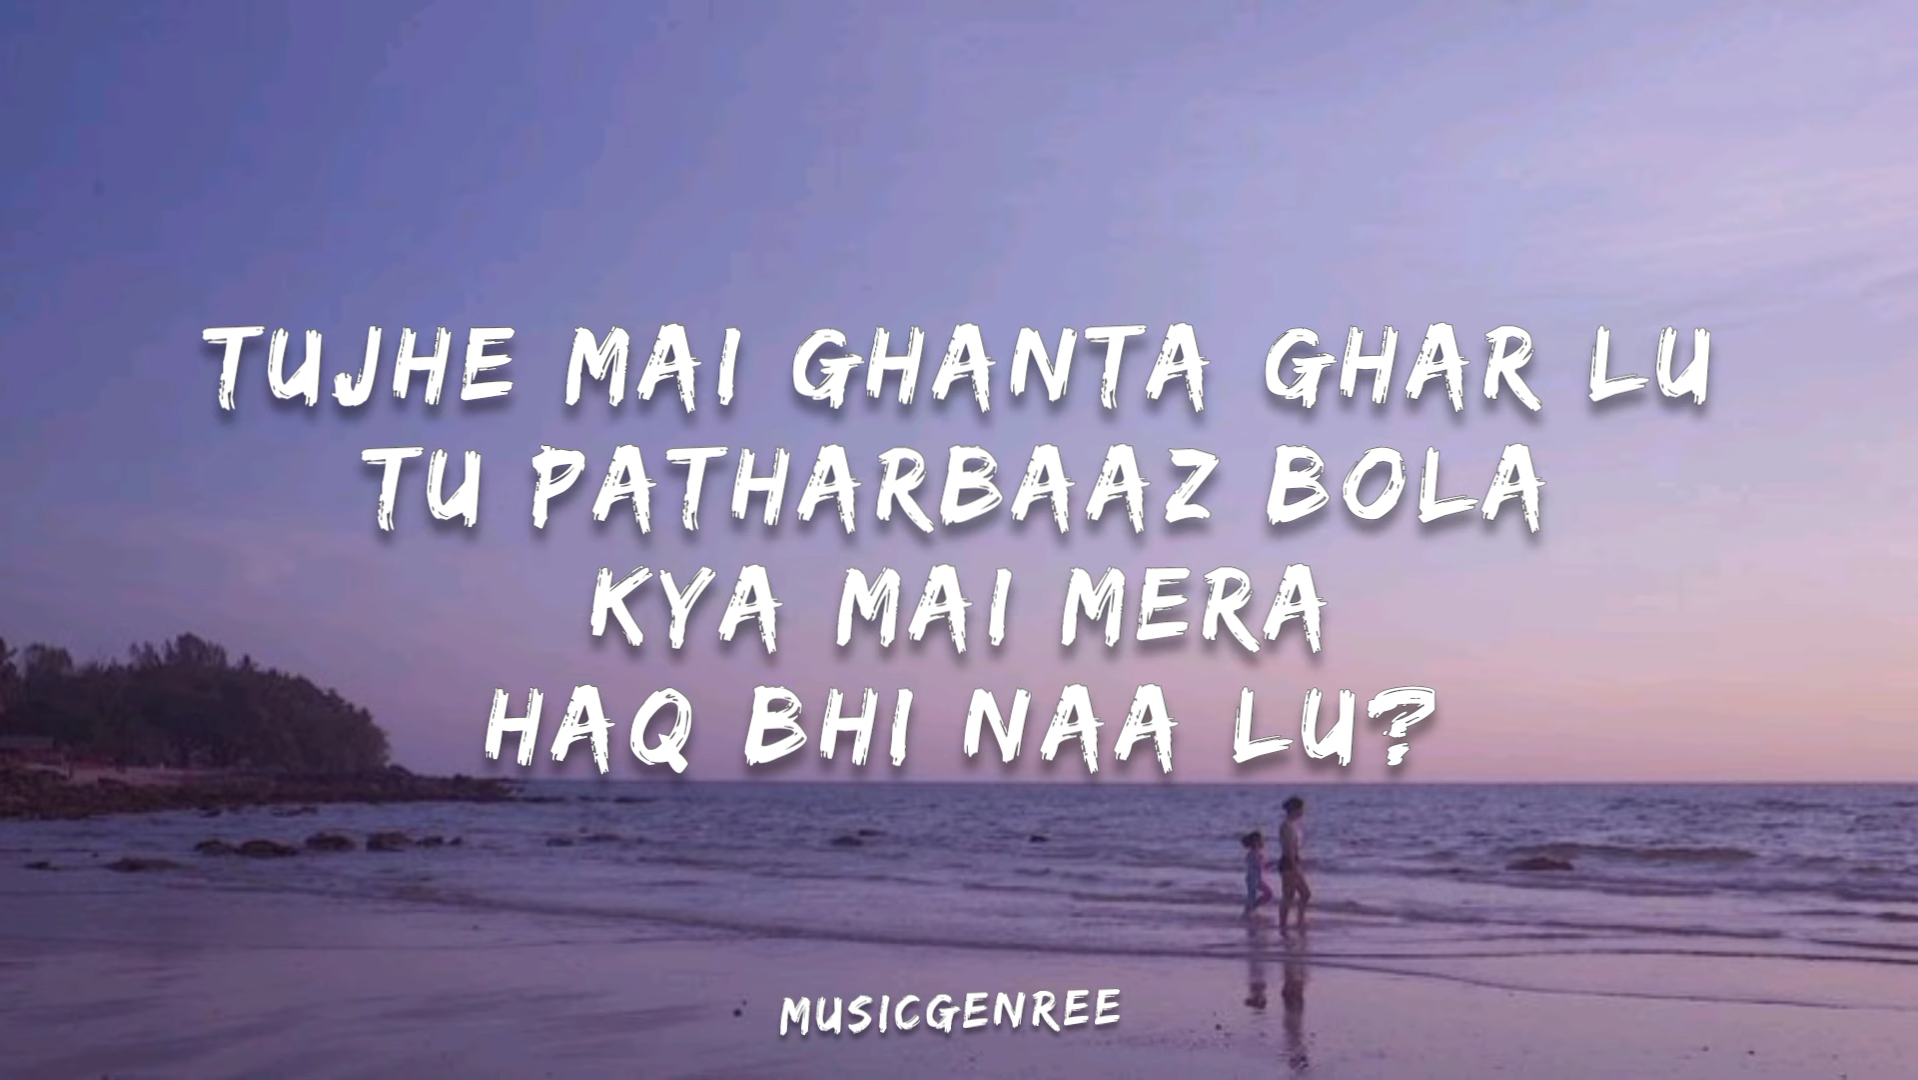 TUJHE MAI GHANTA GHAR LU
TU PATHARBAAZ BOLA
KYA MAI MERA
HAQ BHI NAA LU?
MUSICGENREE